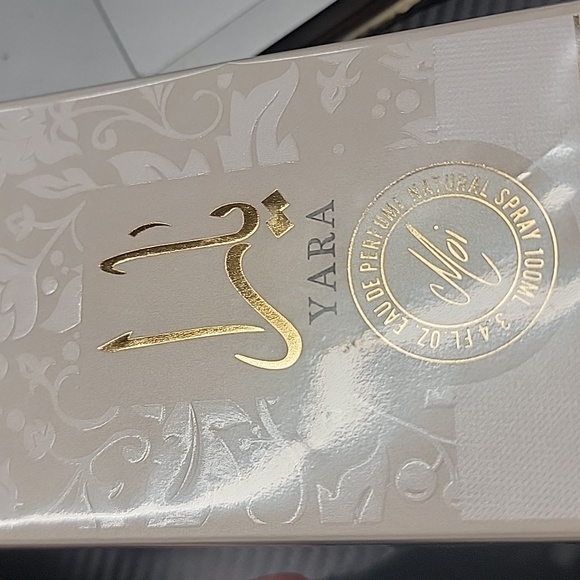 يارا
YARA
Moi
EAU DE PERFUME NATURAL SPRAY 100ML 3.4 FL. OZ